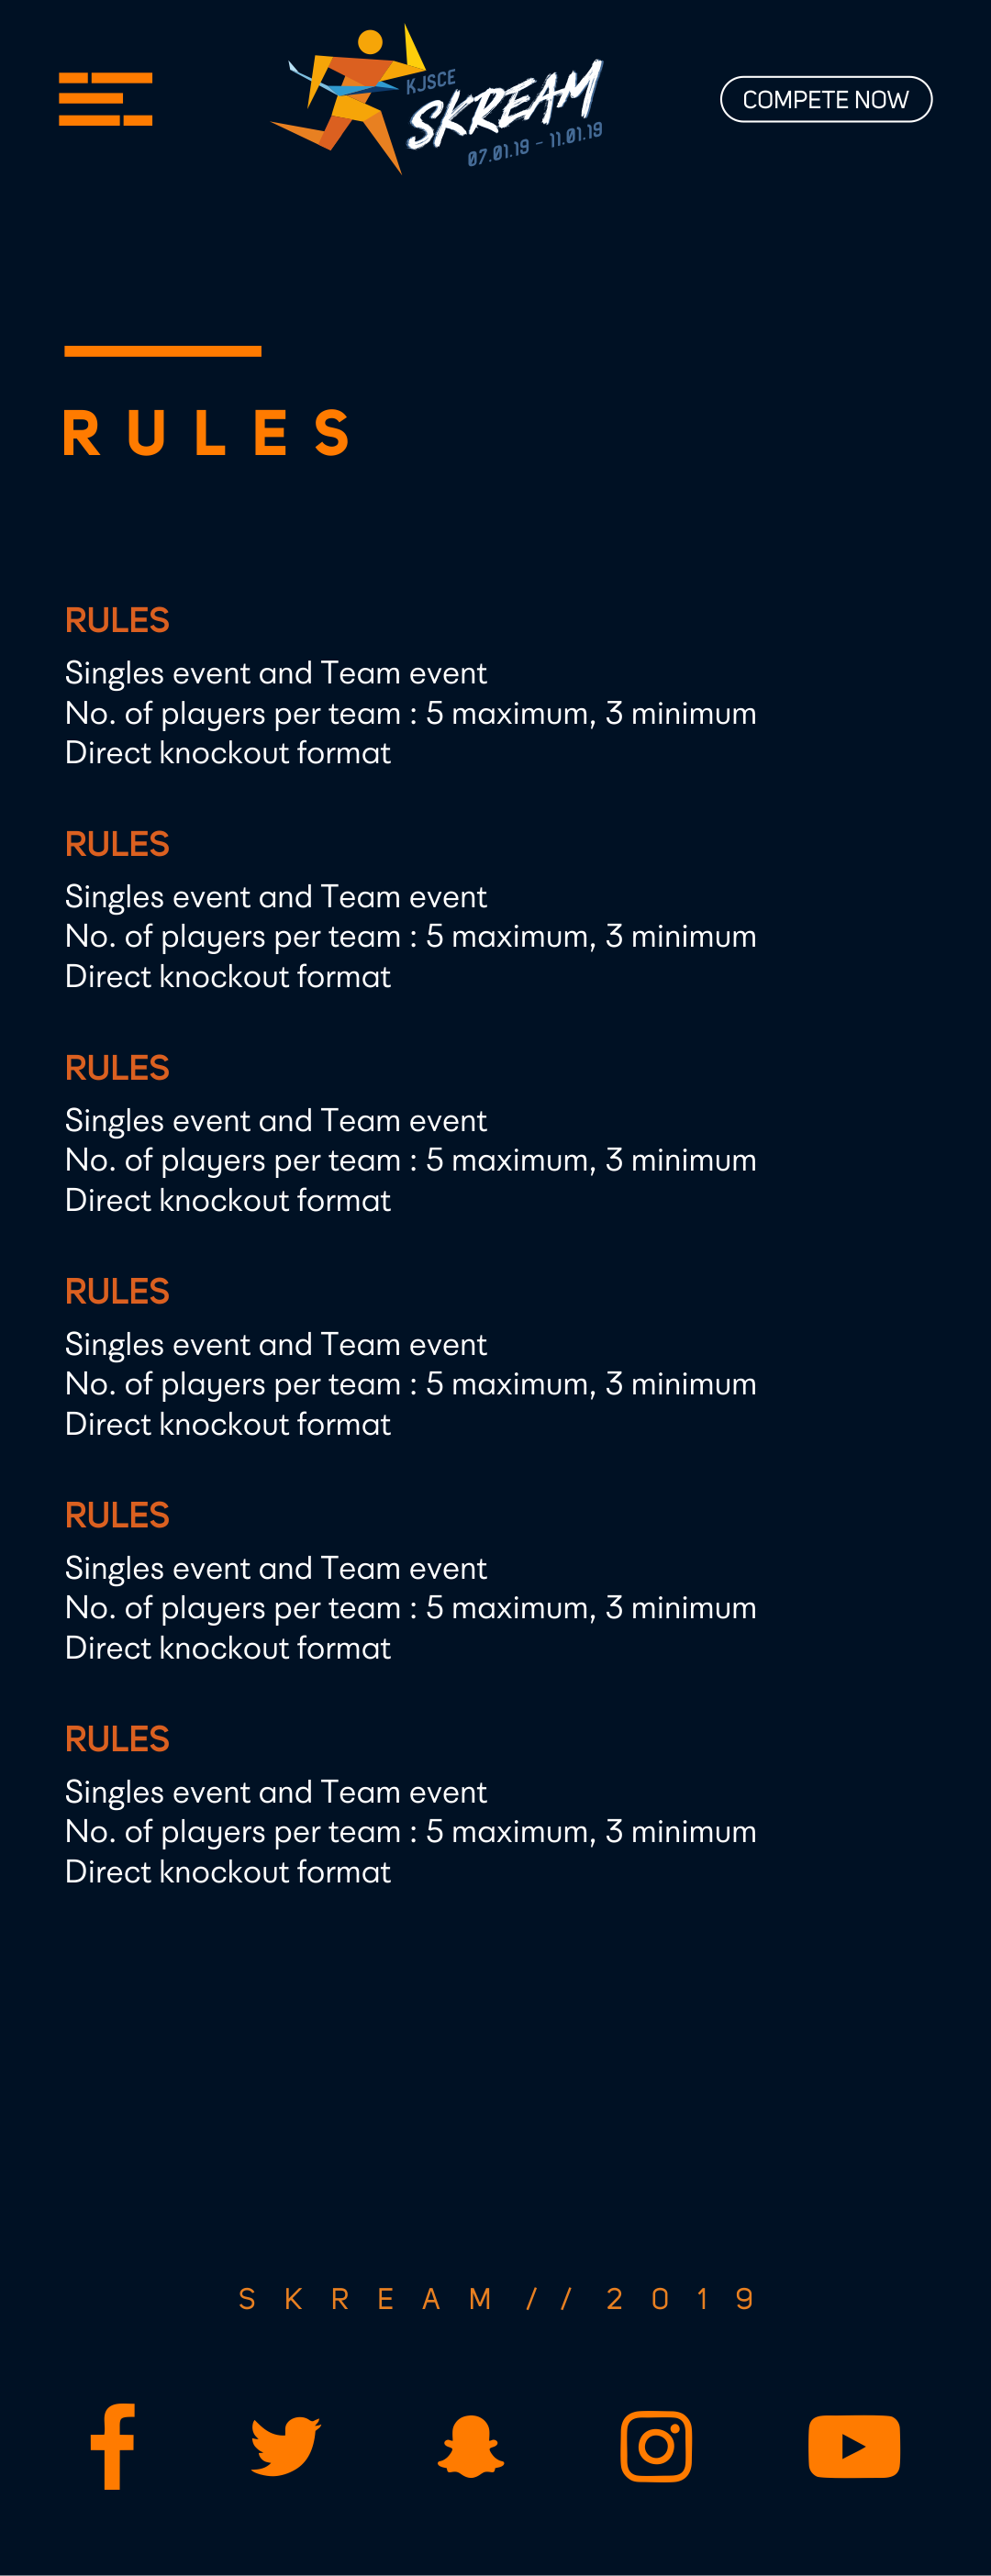 KJSCE
SKREAM
07.01.19 - 11.01.19
COMPETE NOW
RULES
RULES
Singles event and Team event
No. of players per team : 5 maximum, 3 minimum
Direct knockout format
RULES
Singles event and Team event
No. of players per team : 5 maximum, 3 minimum
Direct knockout format
RULES
Singles event and Team event
No. of players per team : 5 maximum, 3 minimum
Direct knockout format
RULES
Singles event and Team event
No. of players per team : 5 maximum, 3 minimum
Direct knockout format
RULES
Singles event and Team event
No. of players per team : 5 maximum, 3 minimum
Direct knockout format
RULES
Singles event and Team event
No. of players per team : 5 maximum, 3 minimum
Direct knockout format
SKREAM//2019